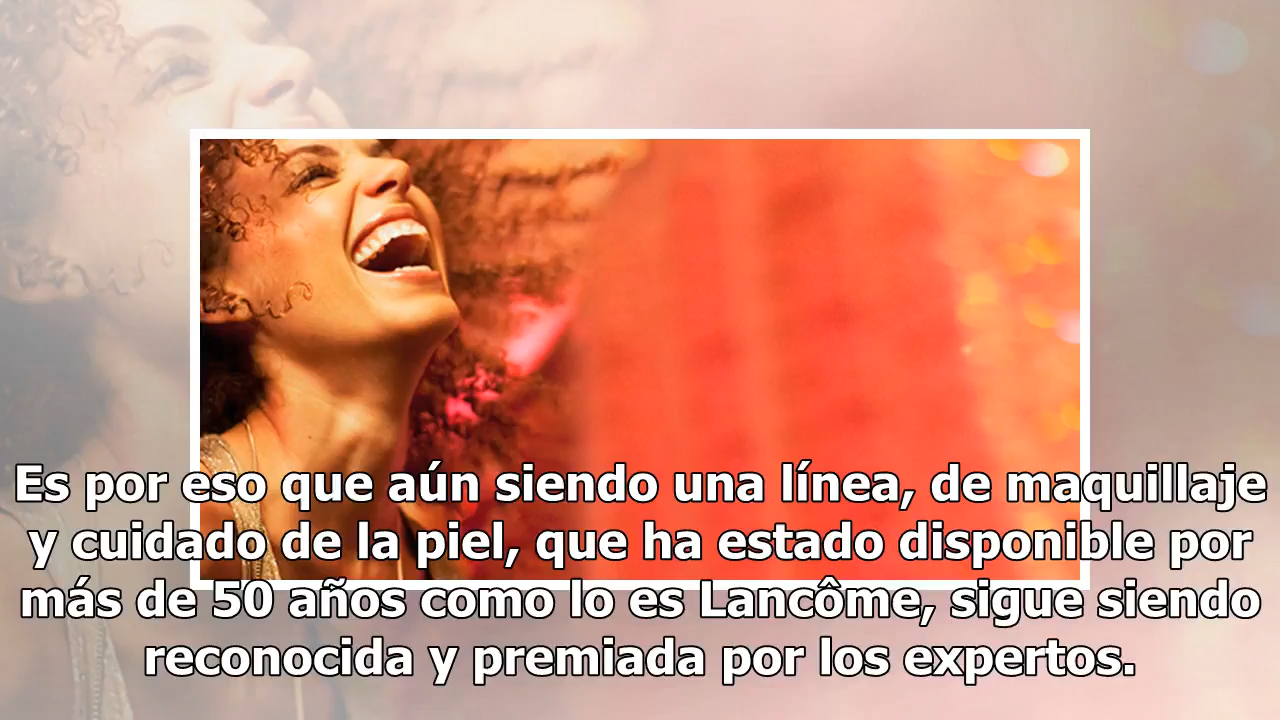 Es por eso que aún siendo una línea, de maquillaje
y cuidado de la piel, que ha estado disponible por
más de 50 años como lo es Lancôme, sigue siendo
reconocida y premiada por los expertos.